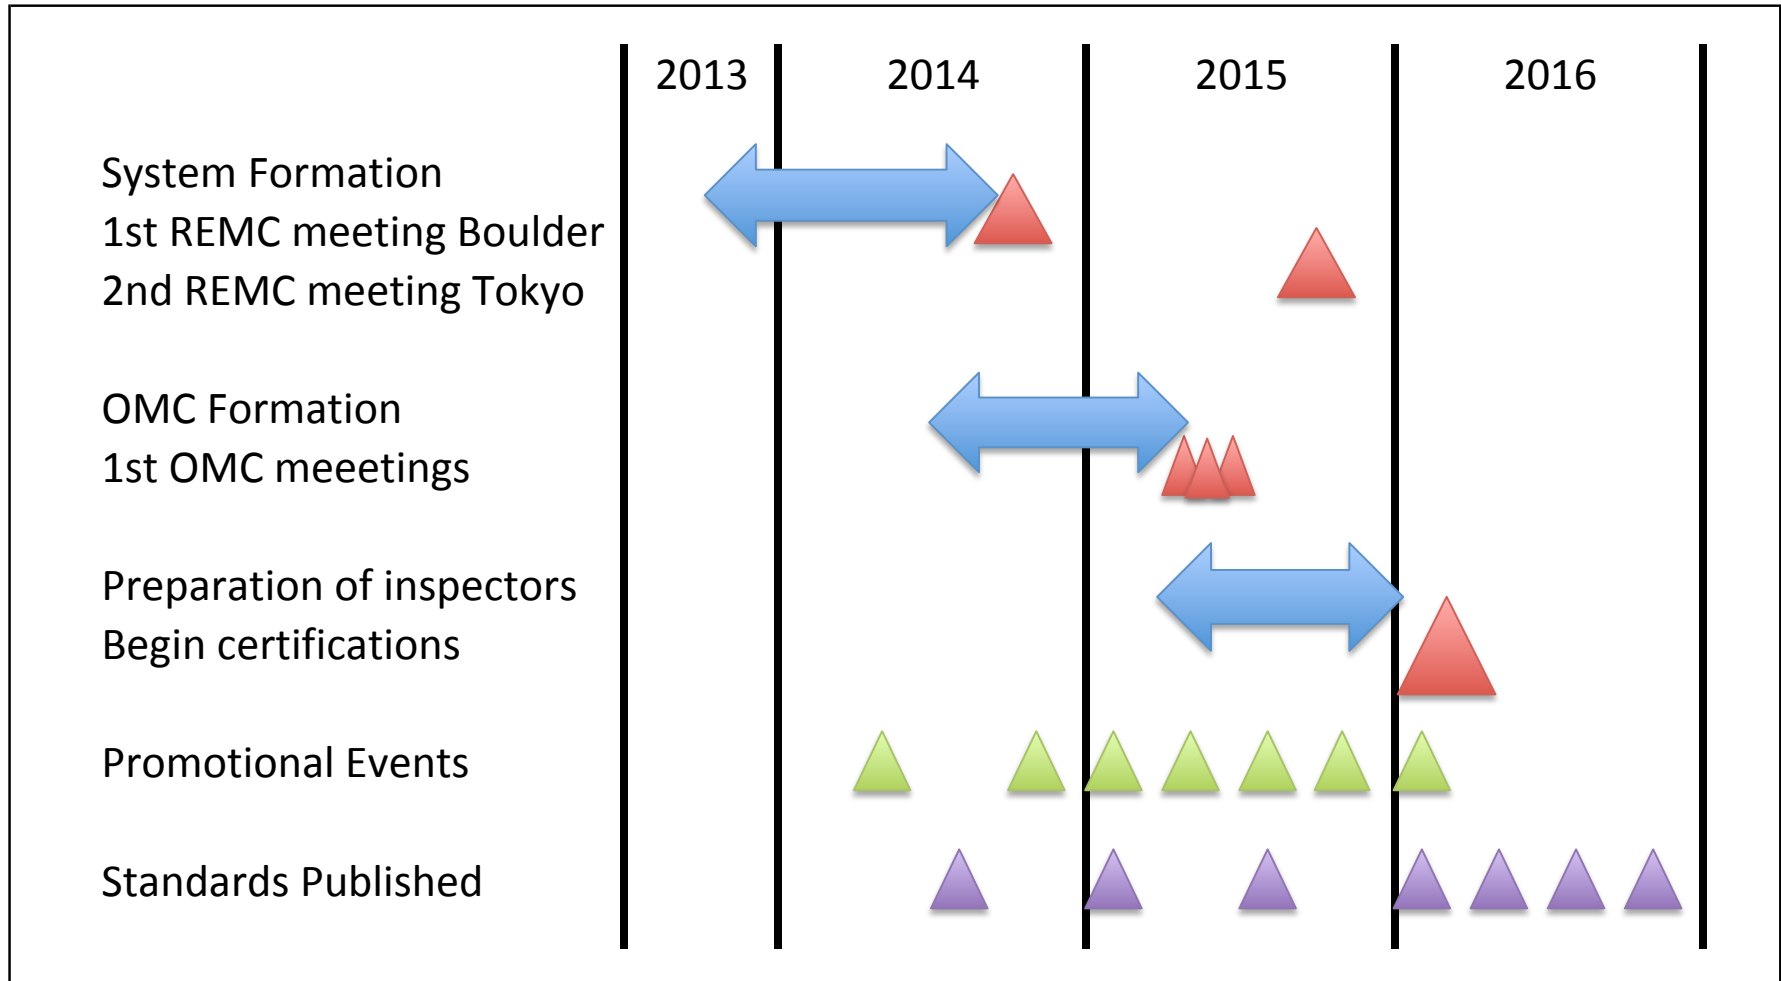 2013 2014 2015 2016
System Formation
1st REMC meeting Boulder
2nd REMC meeting Tokyo
OMC Formation
1st OMC meeetings
Preparation of inspectors
Begin certifications
Promotional Events
Standards Published